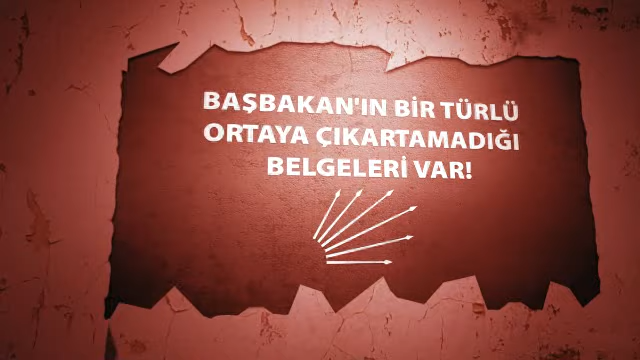 BAŞBAKAN'IN BİR TÜRLÜ
ORTAYA ÇIKARTAMADIĞI
BELGELERİ VAR!